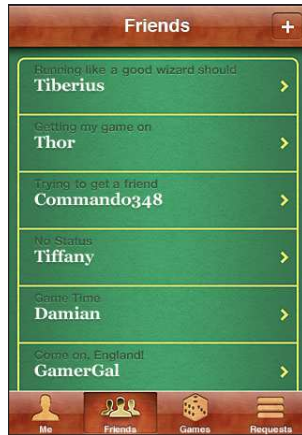 Friends
+
Running like a good wizard should
Tiberius
Getting my game on
Thor
Trying to get a friend
Commando348
No Status
Tiffany
Game Time
Damian
Come on, England!
GamerGal
Me
Friends
Games
Requests